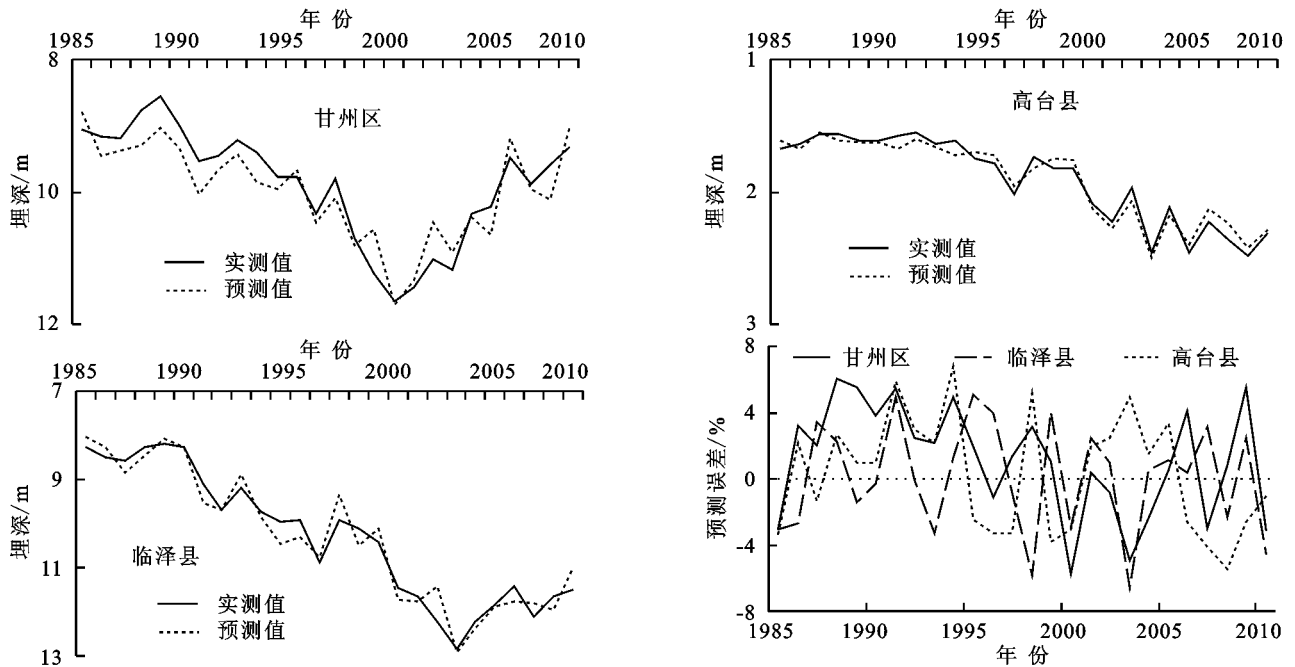 年 份
1985 1990 1995 2000 2005 2010
8
甘州区
10
埋深/m
实测值
预测值
12
年 份
1985 1990 1995 2000 2005 2010
7
9
埋深/m
11
临泽县
实测值
预测值
13
年 份
1985 1990 1995 2000 2005 2010
1
高台县
2
埋深/m
实测值
预测值
3
8
甘州区 临泽县 高台县
4
预测误差/%
0
-4
-8
1985 1990 1995 2000 2005 2010
年 份